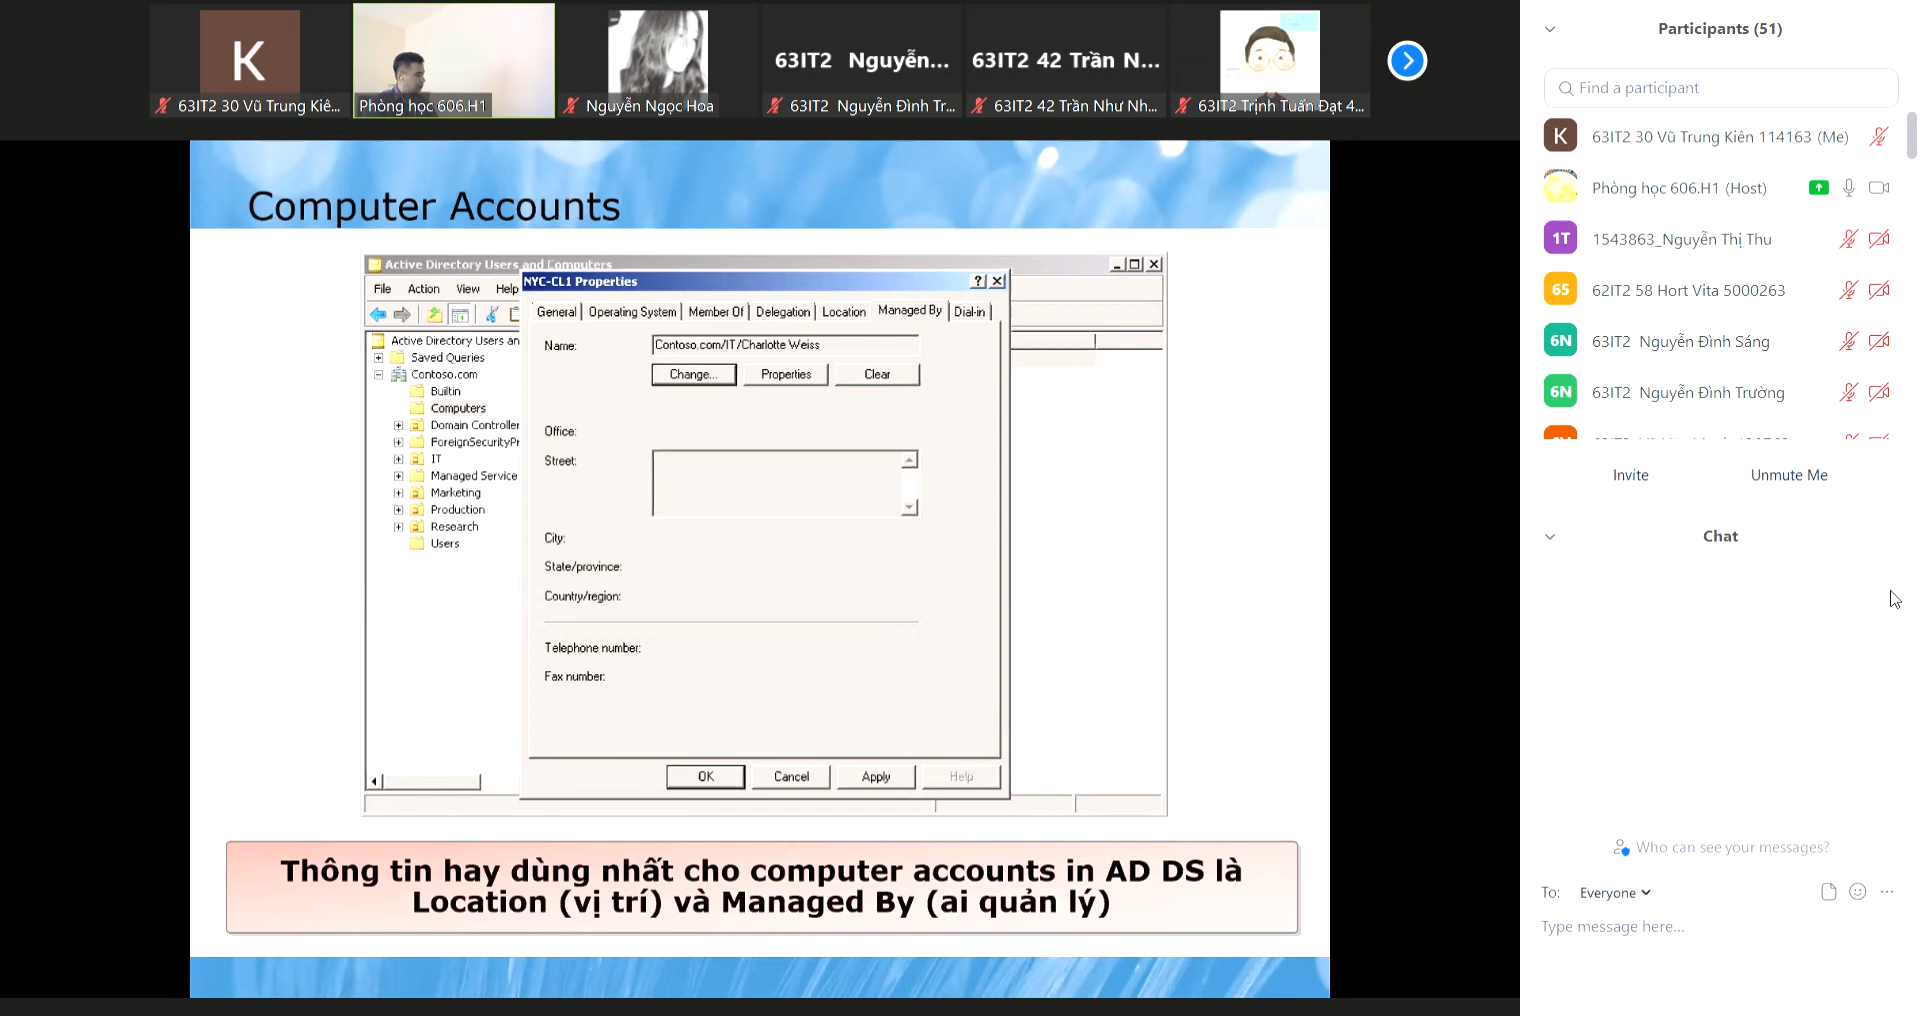 K
63IT2 Nguyễn...
63IT2 42 Trần N...
63IT2 30 Vũ Trung Kiê...
Phòng học 606.H1
Nguyễn Ngọc Hoa
63IT2 Nguyễn Đình Tr...
63IT2 42 Trần Như Nh...
63IT2 Trịnh Tuấn Đạt 4...
Computer Accounts
Active Directory Users and Computers
File Action View Help
NYC-CL1 Properties
General Operating System Member Of Delegation Location Managed By Dial-in
Active Directory Users an
Saved Queries
Contoso.com
Builtin
Computers
Domain Controller
ForeignSecurityPr
IT
Managed Service
Marketing
Production
Research
Users
Name: Contoso.com/IT/Charlotte Weiss
Change... Properties Clear
Office:
Street:
City:
State/province:
Country/region:
Telephone number:
Fax number:
OK Cancel Apply Help
Thông tin hay dùng nhất cho computer accounts in AD DS là
Location (vị trí) và Managed By (ai quản lý)
Participants (51)
Find a participant
K 63IT2 30 Vũ Trung Kiên 114163 (Me)
Phòng học 606.H1 (Host)
1T 1543863_Nguyễn Thị Thu
65 62IT2 58 Hort Vita 5000263
6N 63IT2 Nguyễn Đình Sáng
6N 63IT2 Nguyễn Đình Trường
Invite Unmute Me
Chat
Who can see your messages?
To: Everyone
Type message here...